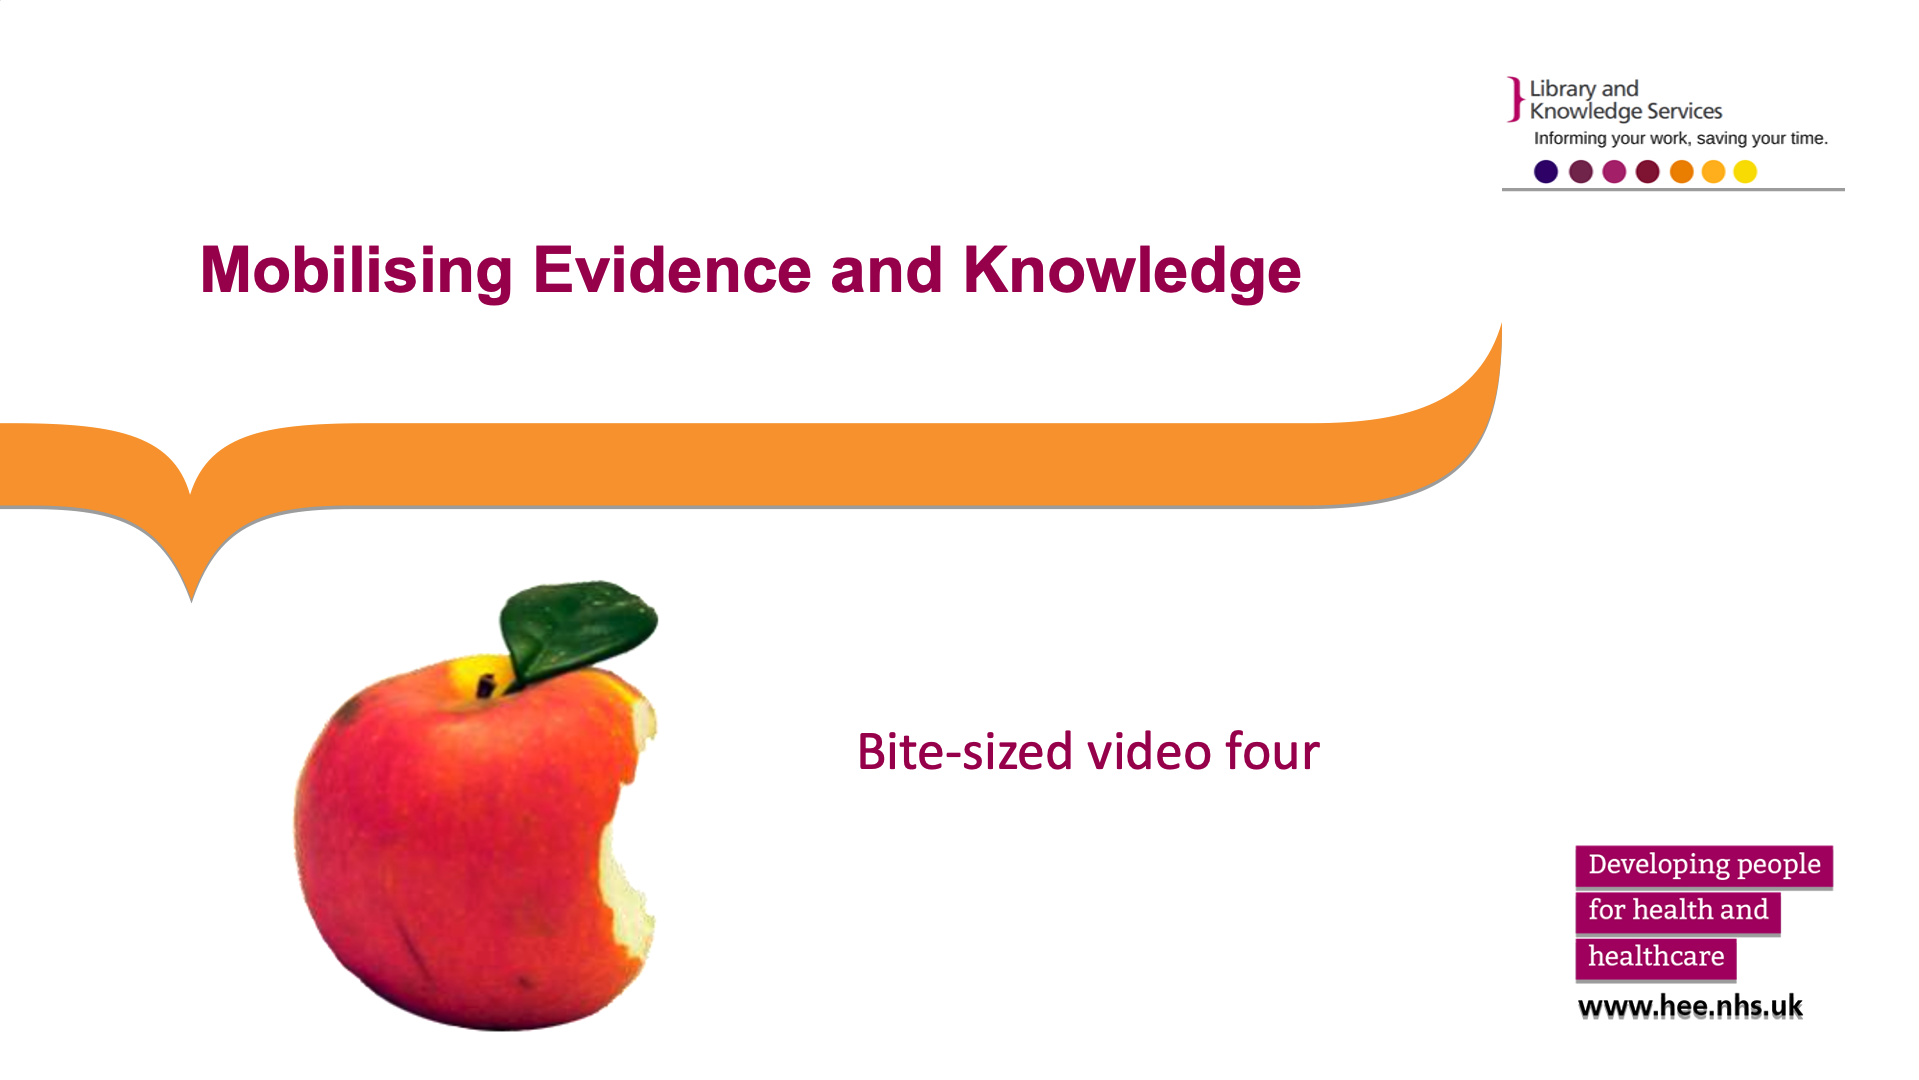 Library and
Knowledge Services
Informing your work, saving your time.
Mobilising Evidence and Knowledge
Bite-sized video four
Developing people
for health and
healthcare
www.hee.nhs.uk